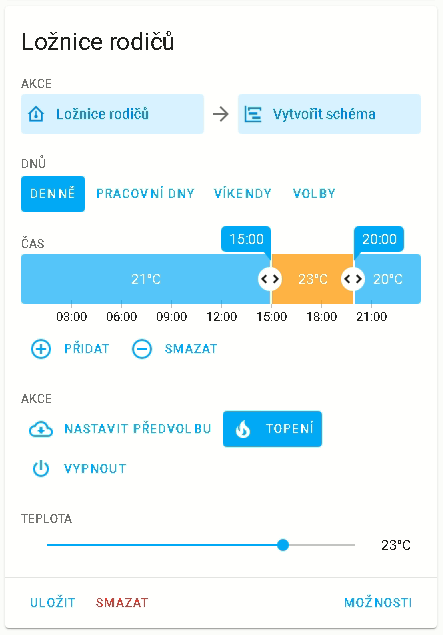 Ložnice rodičů
AKCE
Ložnice rodičů
Vytvořit schéma
DNŮ
DENNĚ PRACOVNÍ DNY VÍKENDY VOLBY
ČAS
15:00 20:00
21°C 23°C 20°C
03:00 06:00 09:00 12:00 15:00 18:00 21:00
PŘIDAT SMAZAT
AKCE
NASTAVIT PŘEDVOLBU TOPENÍ
VYPNOUT
TEPLOTA
23°C
ULOŽIT SMAZAT MOŽNOSTI